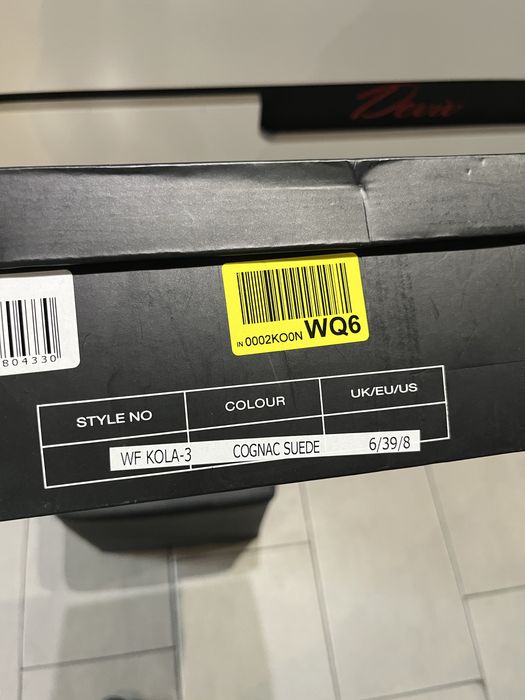 804330
IN 0002KO0N WQ6
STYLE NO COLOUR UK/EU/US
WF KOLA-3 COGNAC SUEDE 6/39/8